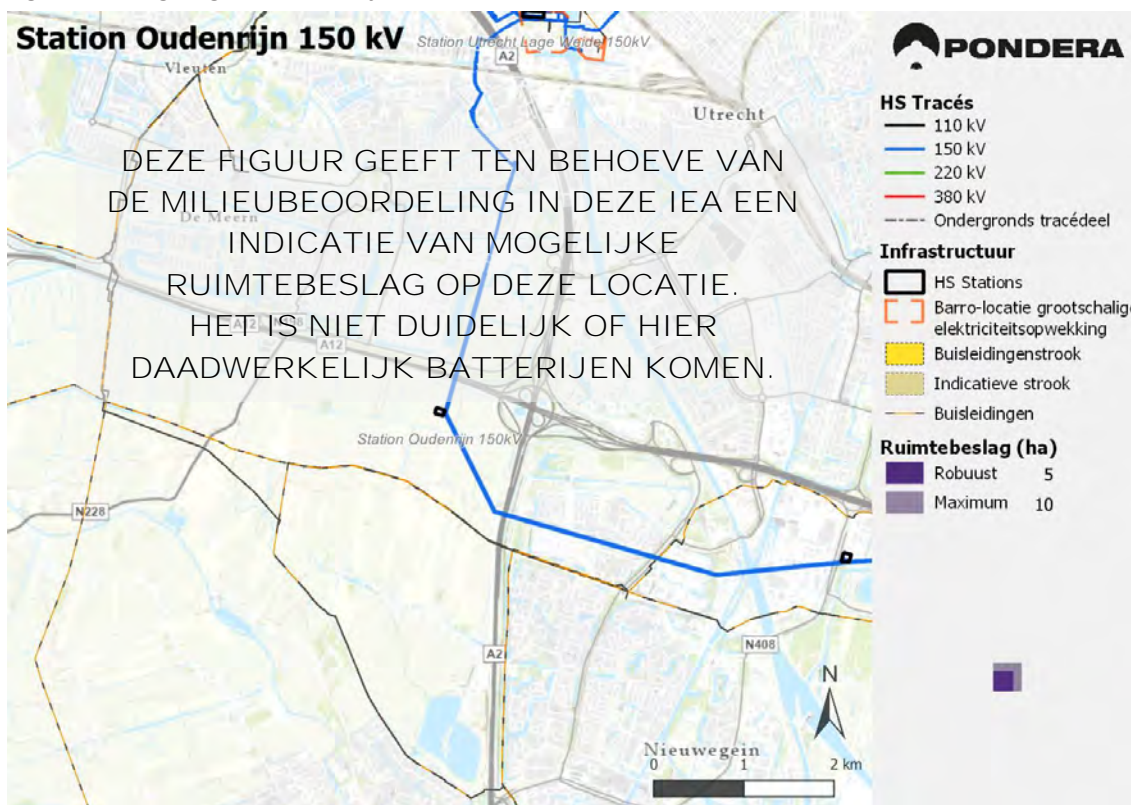 Station Oudenrijn 150 kV
Station Utrecht Lage Weide 150kV
A2
Vleuten
Utrecht
DEZE FIGUUR GEEFT TEN BEHOEVE VAN
DE MILIEUBEOORDELING IN DEZE IEA EEN
INDICATIE VAN MOGELIJKE
RUIMTEBESLAG OP DEZE LOCATIE.
HET IS NIET DUIDELIJK OF HIER
DAADWERKELIJK BATTERIJEN KOMEN.
De Meern
A12
Station Oudenrijn 150kV
N228
A2
N408
Nieuwegein
N
0 1 2 km
PONDERA
HS Tracés
110 kV
150 kV
220 kV
380 kV
Ondergronds tracédeel
Infrastructuur
HS Stations
Barro-locatie grootschalige
elektriciteitsopwekking
Buisleidingenstrook
Indicatieve strook
Buisleidingen
Ruimtebeslag (ha)
Robuust 5
Maximum 10